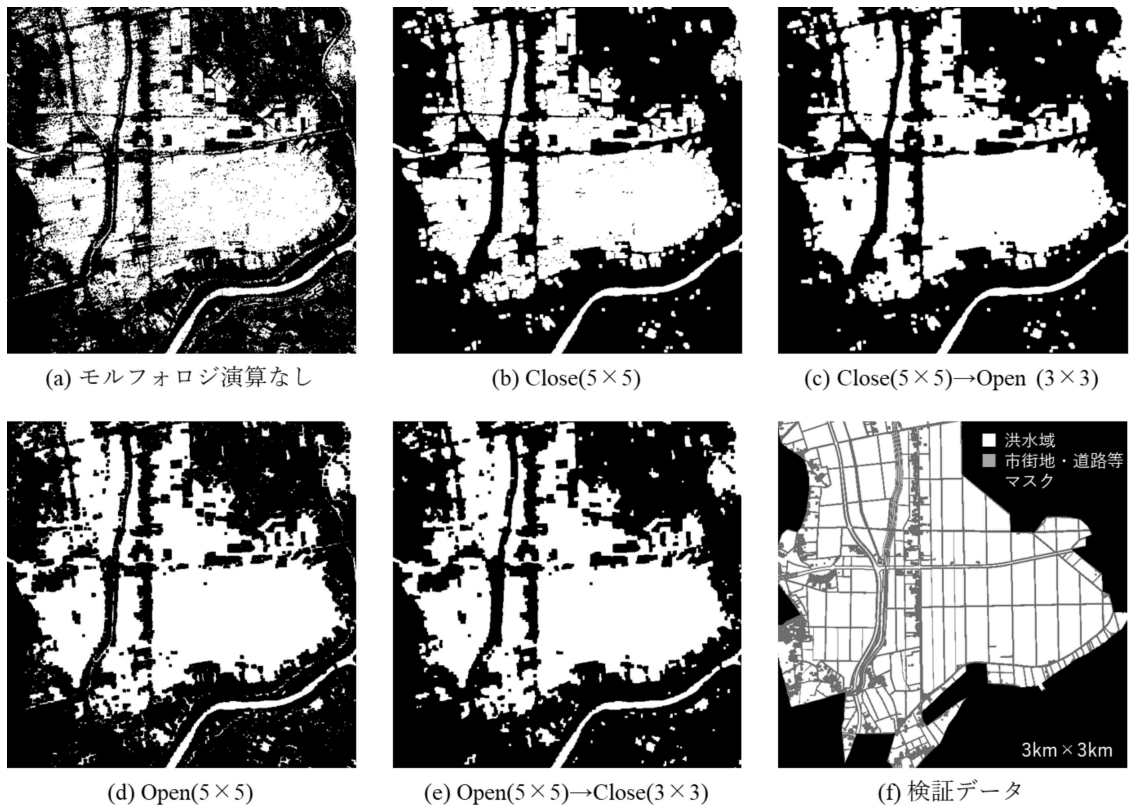 (a) モルフォロジ演算なし
(b) Close(5×5)
(c) Close(5×5)→Open (3×3)
洪水域
市街地・道路等
マスク
3km×3km
(d) Open(5×5)
(e) Open(5×5)→Close(3×3)
(f) 検証データ